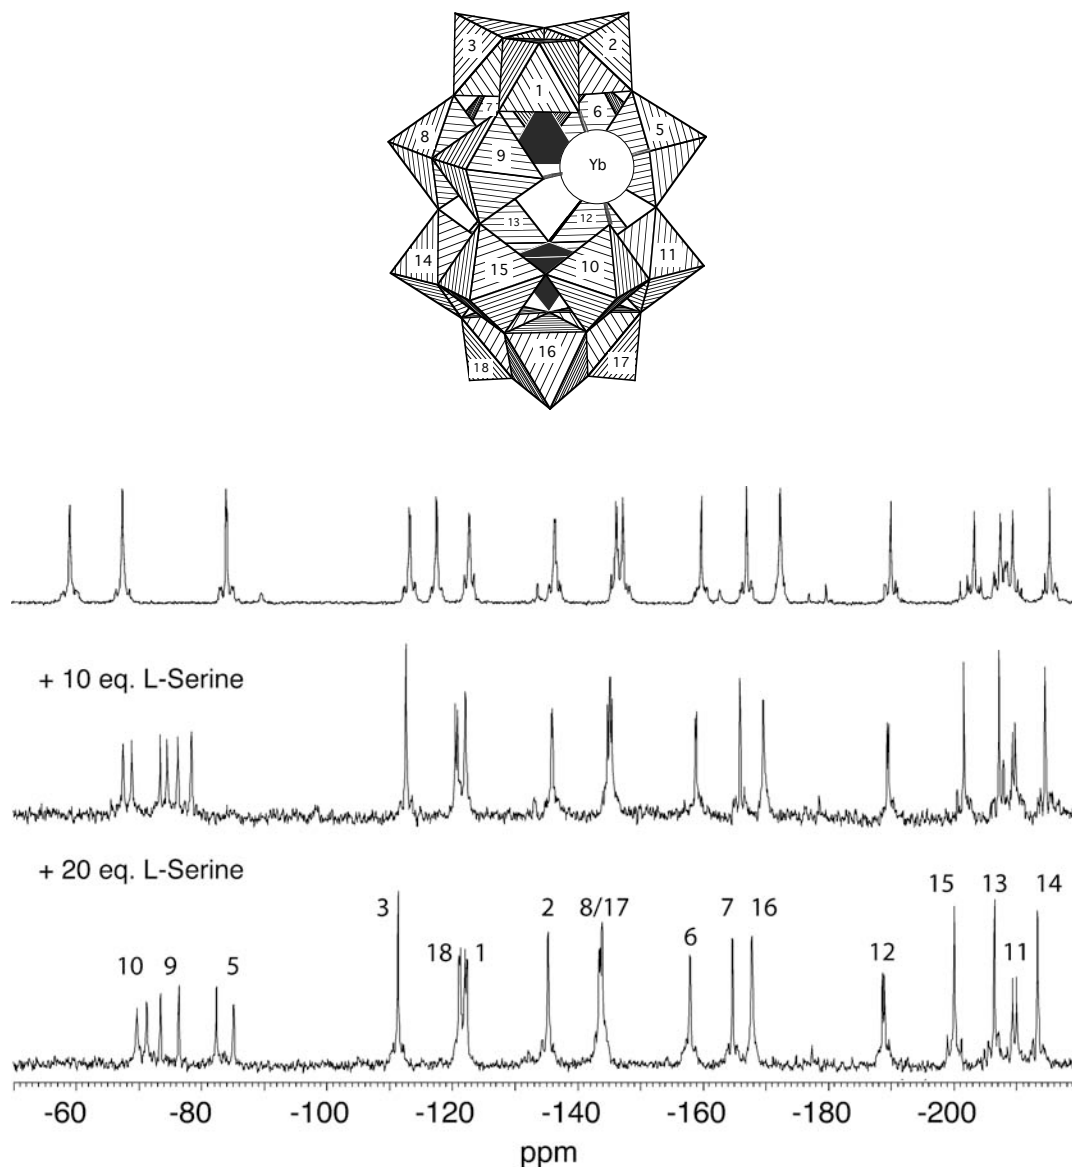 3 2
1
7 6
8 5
9 Yb
13 12
14 15 10 11
16
18 17
+ 10 eq. L-Serine
+ 20 eq. L-Serine
10 9 5 3 18 1 2 8/17 6 7 16 12 15 13 11 14
-60 -80 -100 -120 -140 -160 -180 -200
ppm